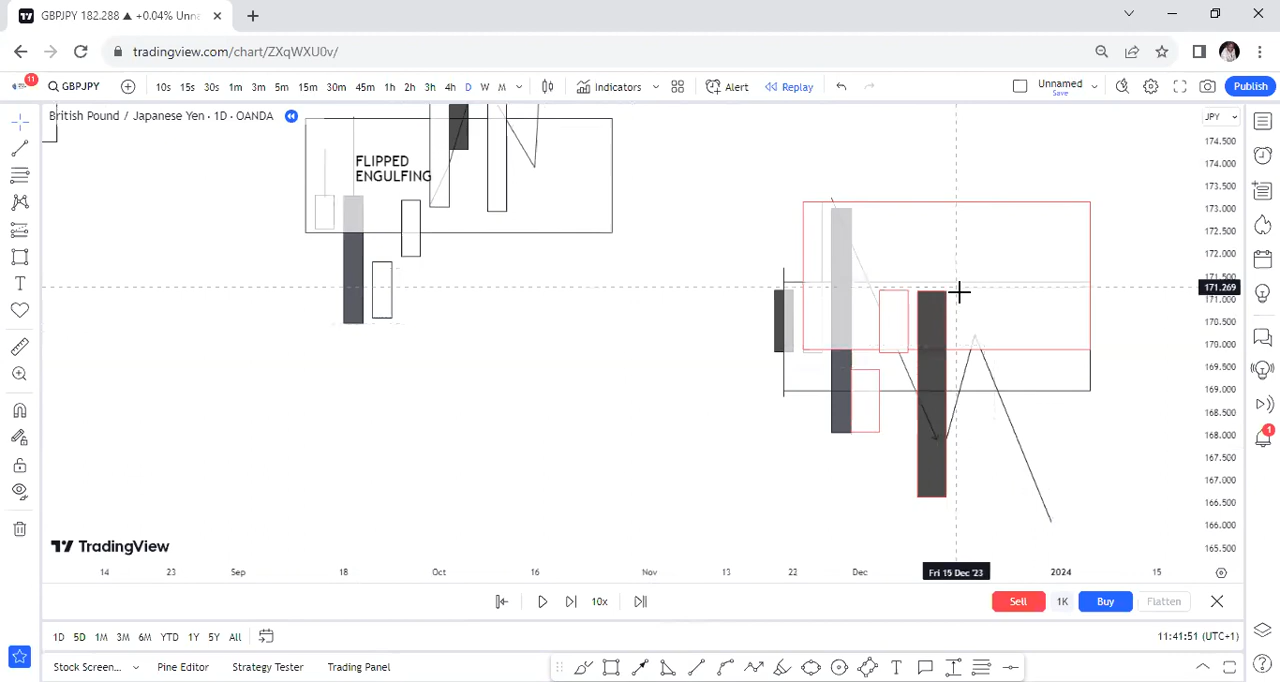 GBPJPY 182.288 ▲ +0.04% Unna
tradingview.com/chart/ZXqWXU0v/
11
GBPJPY
10s 15s 30s 1m 3m 5m 15m 30m 45m 1h 2h 3h 4h D W M
Indicators
Alert
Replay
Unnamed
Save
Publish
British Pound / Japanese Yen · 1D · OANDA
JPY
FLIPPED
ENGULFING
174.500
174.000
173.500
173.000
172.500
172.000
171.500
171.269
171.000
170.500
170.000
169.500
169.000
168.500
168.000
167.500
167.000
166.500
166.000
165.500
1
TradingView
14 23 Sep 18 Oct 16 Nov 13 22 Dec Fri 15 Dec '23 2024 15
10x
Sell 1K Buy Flatten
1D 5D 1M 3M 6M YTD 1Y 5Y All
11:41:51 (UTC+1)
Stock Screen... Pine Editor Strategy Tester Trading Panel